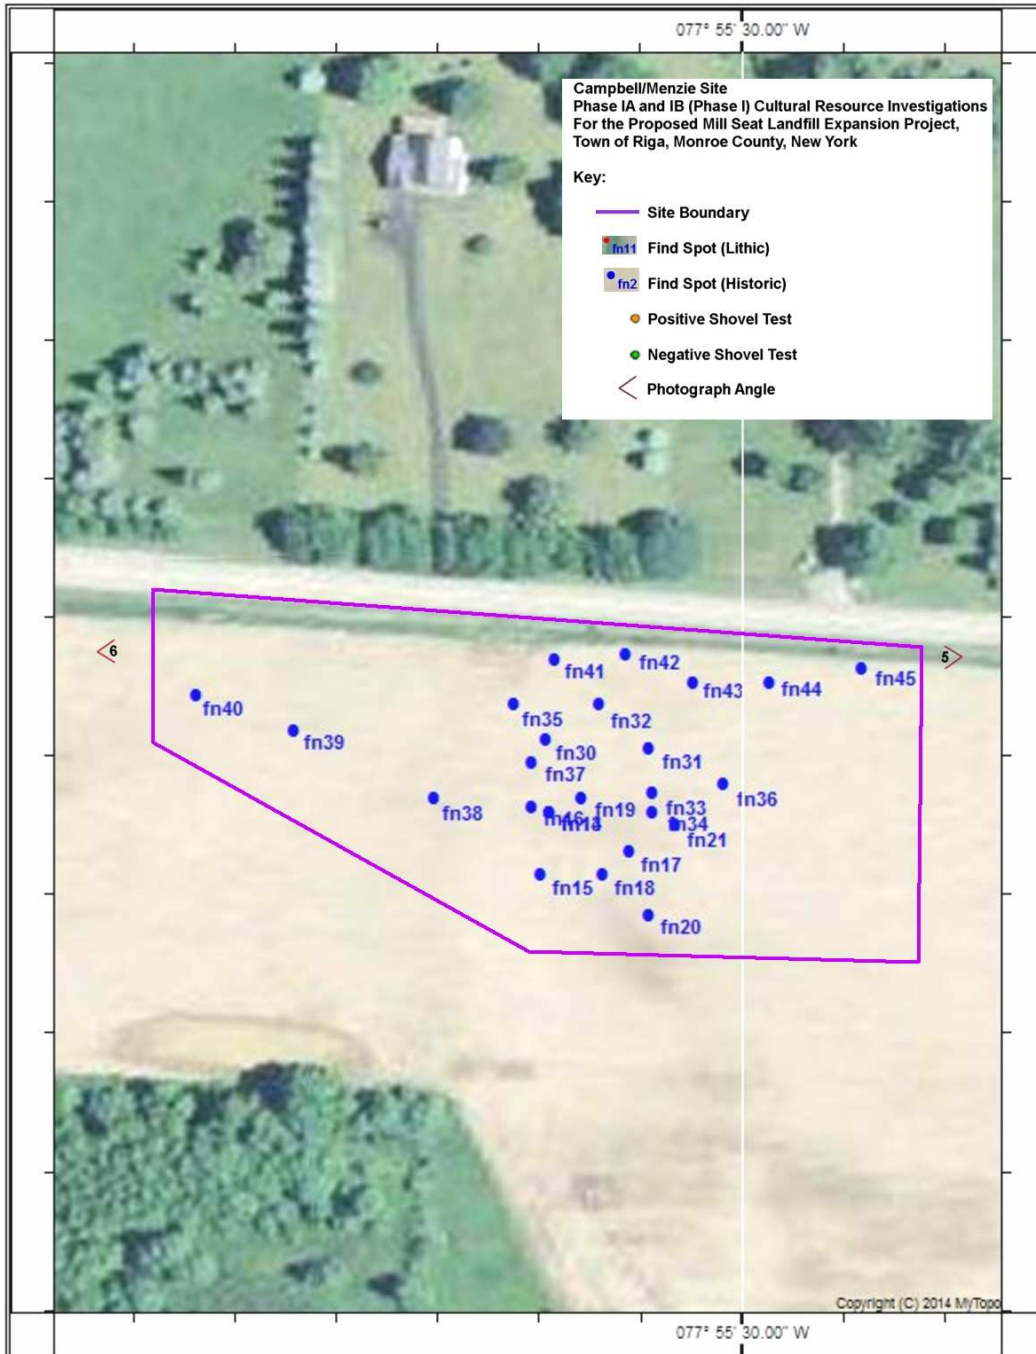 077° 55' 30.00" W
Campbell/Menzie Site
Phase IA and IB (Phase I) Cultural Resource Investigations
For the Proposed Mill Seat Landfill Expansion Project,
Town of Riga, Monroe County, New York
Key:
Site Boundary
fn11 Find Spot (Lithic)
fn2 Find Spot (Historic)
Positive Shovel Test
Negative Shovel Test
Photograph Angle
6
5
fn42
fn41
fn45
fn43
fn44
fn40
fn35
fn32
fn39
fn30
fn31
fn37
fn36
fn38
fn19
fn33
fn46
fn34
fn21
fn17
fn15
fn18
fn20
Copyright (C) 2014 MyTopo
077° 55' 30.00" W